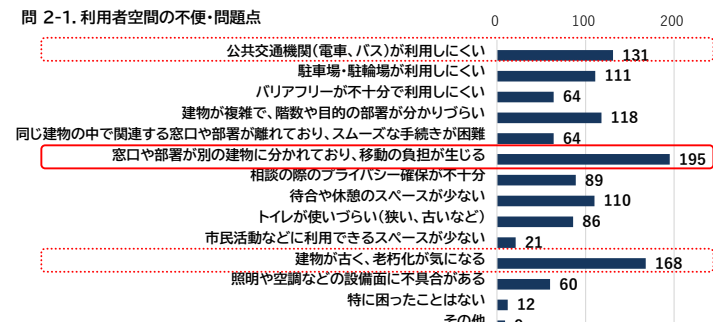 問 2-1. 利用者空間の不便・問題点
0 100 200
公共交通機関（電車、バス）が利用しにくい 131
駐車場・駐輪場が利用しにくい 111
バリアフリーが不十分で利用しにくい 64
建物が複雑で、階数や目的の部署が分かりづらい 118
同じ建物の中で関連する窓口や部署が離れており、スムーズな手続きが困難 64
窓口や部署が別の建物に分かれており、移動の負担が生じる 195
相談の際のプライバシー確保が不十分 89
待合や休憩のスペースが少ない 110
トイレが使いづらい（狭い、古いなど） 86
市民活動などに利用できるスペースが少ない 21
建物が古く、老朽化が気になる 168
照明や空調などの設備面に不具合がある 60
特に困ったことはない 12
その他